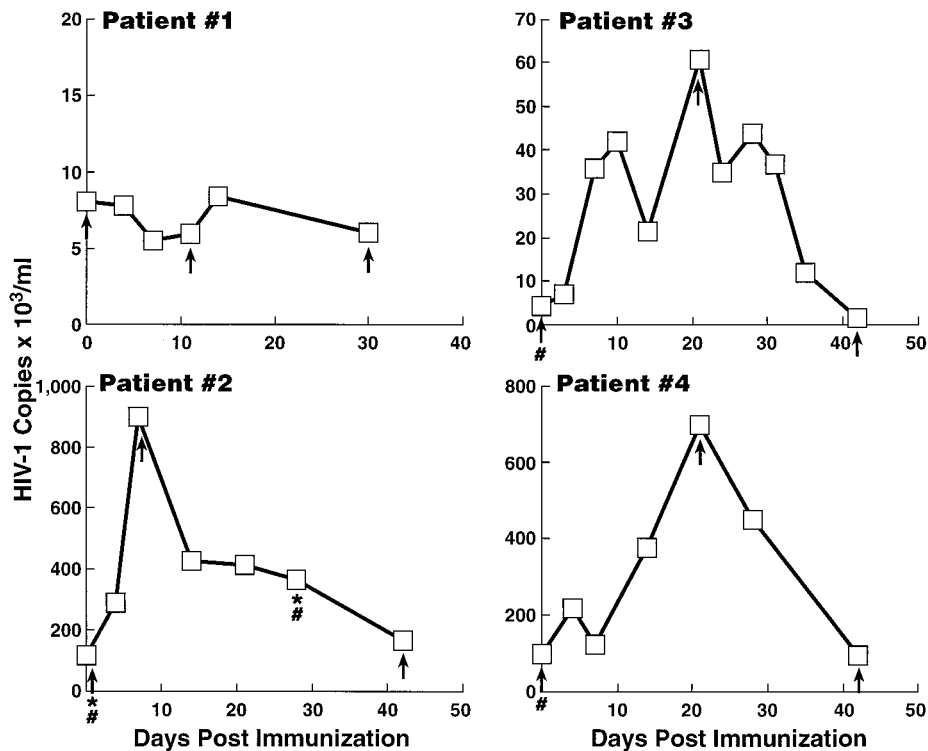 HIV-1 Copies x 10³/ml
Patient #1
20
15
10
5
0
0 10 20 30 40
Patient #3
70
60
50
40
30
20
10
0
0 10 20 30 40 50
#
Patient #2
1,000
800
600
400
200
0
0 10 20 30 40 50
*
#
*
#
Days Post Immunization
Patient #4
800
600
400
200
0
10 20 30 40 50
#
Days Post Immunization